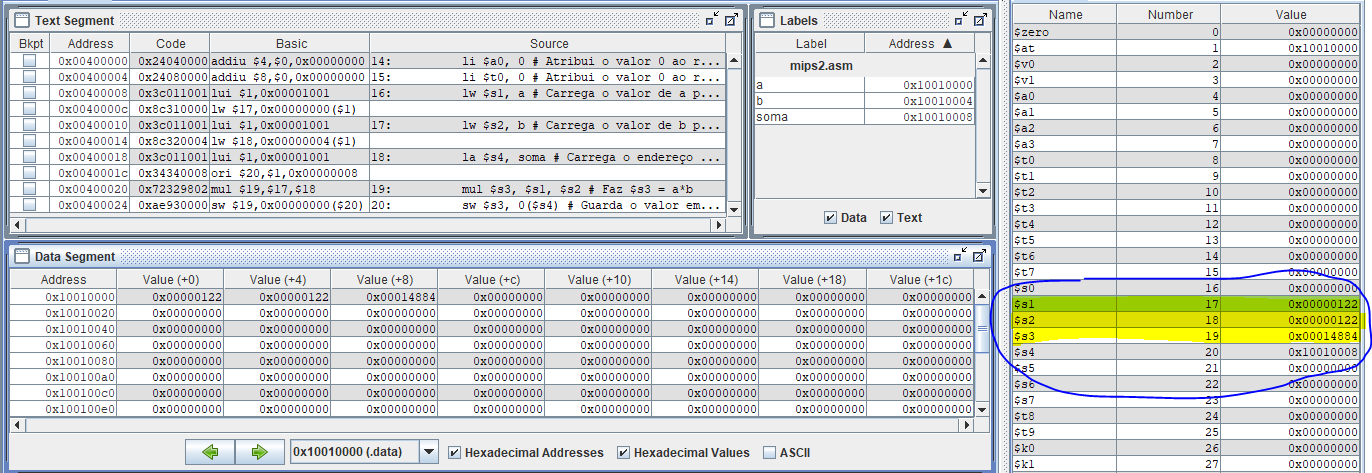 Text Segment
Bkpt Address Code Basic Source
0x00400000 0x24040000 addiu $4,$0,0x00000000 14: li $a0, 0 # Atribui o valor 0 ao r...
0x00400004 0x24080000 addiu $8,$0,0x00000000 15: li $t0, 0 # Atribui o valor 0 ao r...
0x00400008 0x3c011001 lui $1,0x00001001 16: lw $s1, a # Carrega o valor de a p...
0x0040000c 0x8c310000 lw $17,0x00000000($1)
0x00400010 0x3c011001 lui $1,0x00001001 17: lw $s2, b # Carrega o valor de b p...
0x00400014 0x8c320004 lw $18,0x00000004($1)
0x00400018 0x3c011001 lui $1,0x00001001 18: la $s4, soma # Carrega o endereço ...
0x0040001c 0x34340008 ori $20,$1,0x00000008
0x00400020 0x72329802 mul $19,$17,$18 19: mul $s3, $s1, $s2 # Faz $s3 = a*b
0x00400024 0xae930000 sw $19,0x00000000($20) 20: sw $s3, 0($s4) # Guarda o valor em...
Labels
Label Address ▲
mips2.asm
a 0x10010000
b 0x10010004
soma 0x10010008
Data Text
Data Segment
Address Value (+0) Value (+4) Value (+8) Value (+c) Value (+10) Value (+14) Value (+18) Value (+1c)
0x10010000 0x00000122 0x00000122 0x00014884 0x00000000 0x00000000 0x00000000 0x00000000 0x00000000
0x10010020 0x00000000 0x00000000 0x00000000 0x00000000 0x00000000 0x00000000 0x00000000 0x00000000
0x10010040 0x00000000 0x00000000 0x00000000 0x00000000 0x00000000 0x00000000 0x00000000 0x00000000
0x10010060 0x00000000 0x00000000 0x00000000 0x00000000 0x00000000 0x00000000 0x00000000 0x00000000
0x10010080 0x00000000 0x00000000 0x00000000 0x00000000 0x00000000 0x00000000 0x00000000 0x00000000
0x100100a0 0x00000000 0x00000000 0x00000000 0x00000000 0x00000000 0x00000000 0x00000000 0x00000000
0x100100c0 0x00000000 0x00000000 0x00000000 0x00000000 0x00000000 0x00000000 0x00000000 0x00000000
0x100100e0 0x00000000 0x00000000 0x00000000 0x00000000 0x00000000 0x00000000 0x00000000 0x00000000
0x10010000 (.data) Hexadecimal Addresses Hexadecimal Values ASCII
Name Number Value
$zero 0 0x00000000
$at 1 0x10010000
$v0 2 0x00000000
$v1 3 0x00000000
$a0 4 0x00000000
$a1 5 0x00000000
$a2 6 0x00000000
$a3 7 0x00000000
$t0 8 0x00000000
$t1 9 0x00000000
$t2 10 0x00000000
$t3 11 0x00000000
$t4 12 0x00000000
$t5 13 0x00000000
$t6 14 0x00000000
$t7 15 0x00000000
$s0 16 0x00000000
$s1 17 0x00000122
$s2 18 0x00000122
$s3 19 0x00014884
$s4 20 0x10010008
$s5 21 0x00000000
$s6 22 0x00000000
$s7 23 0x00000000
$t8 24 0x00000000
$t9 25 0x00000000
$k0 26 0x00000000
$k1 27 0x00000000